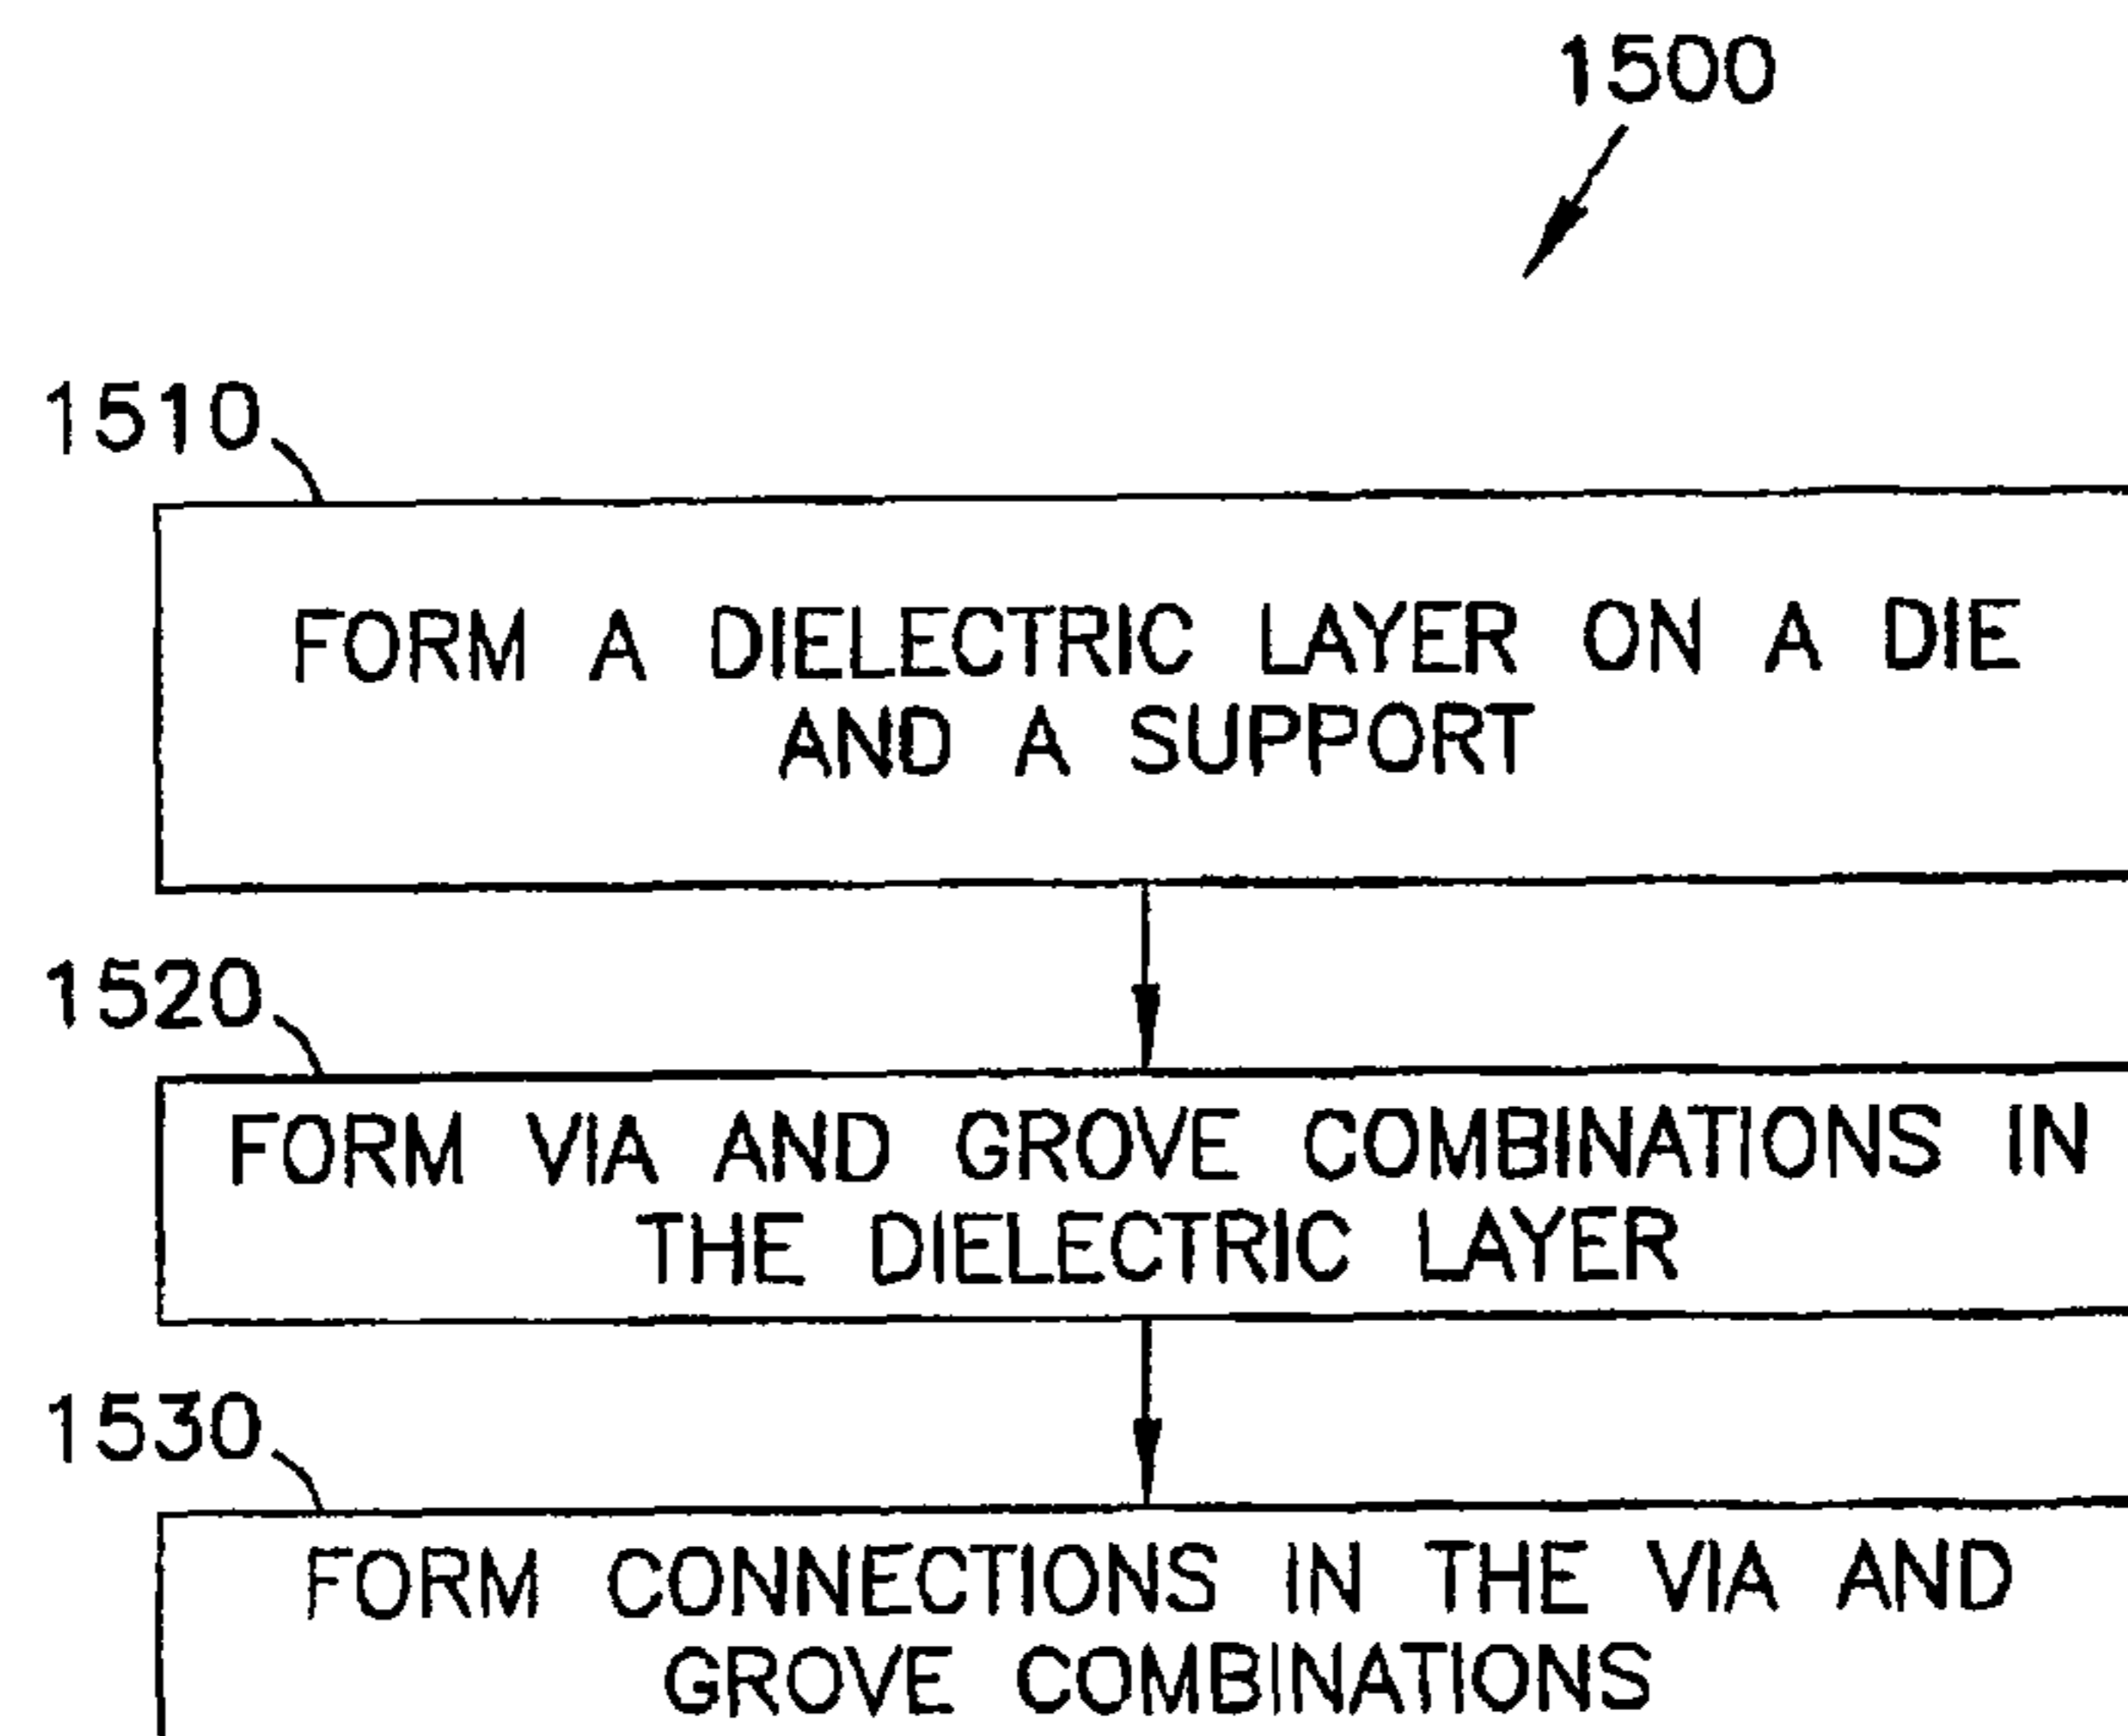 1500
1510
FORM A DIELECTRIC LAYER ON A DIE
AND A SUPPORT
1520
FORM VIA AND GROVE COMBINATIONS IN
THE DIELECTRIC LAYER
1530
FORM CONNECTIONS IN THE VIA AND
GROVE COMBINATIONS